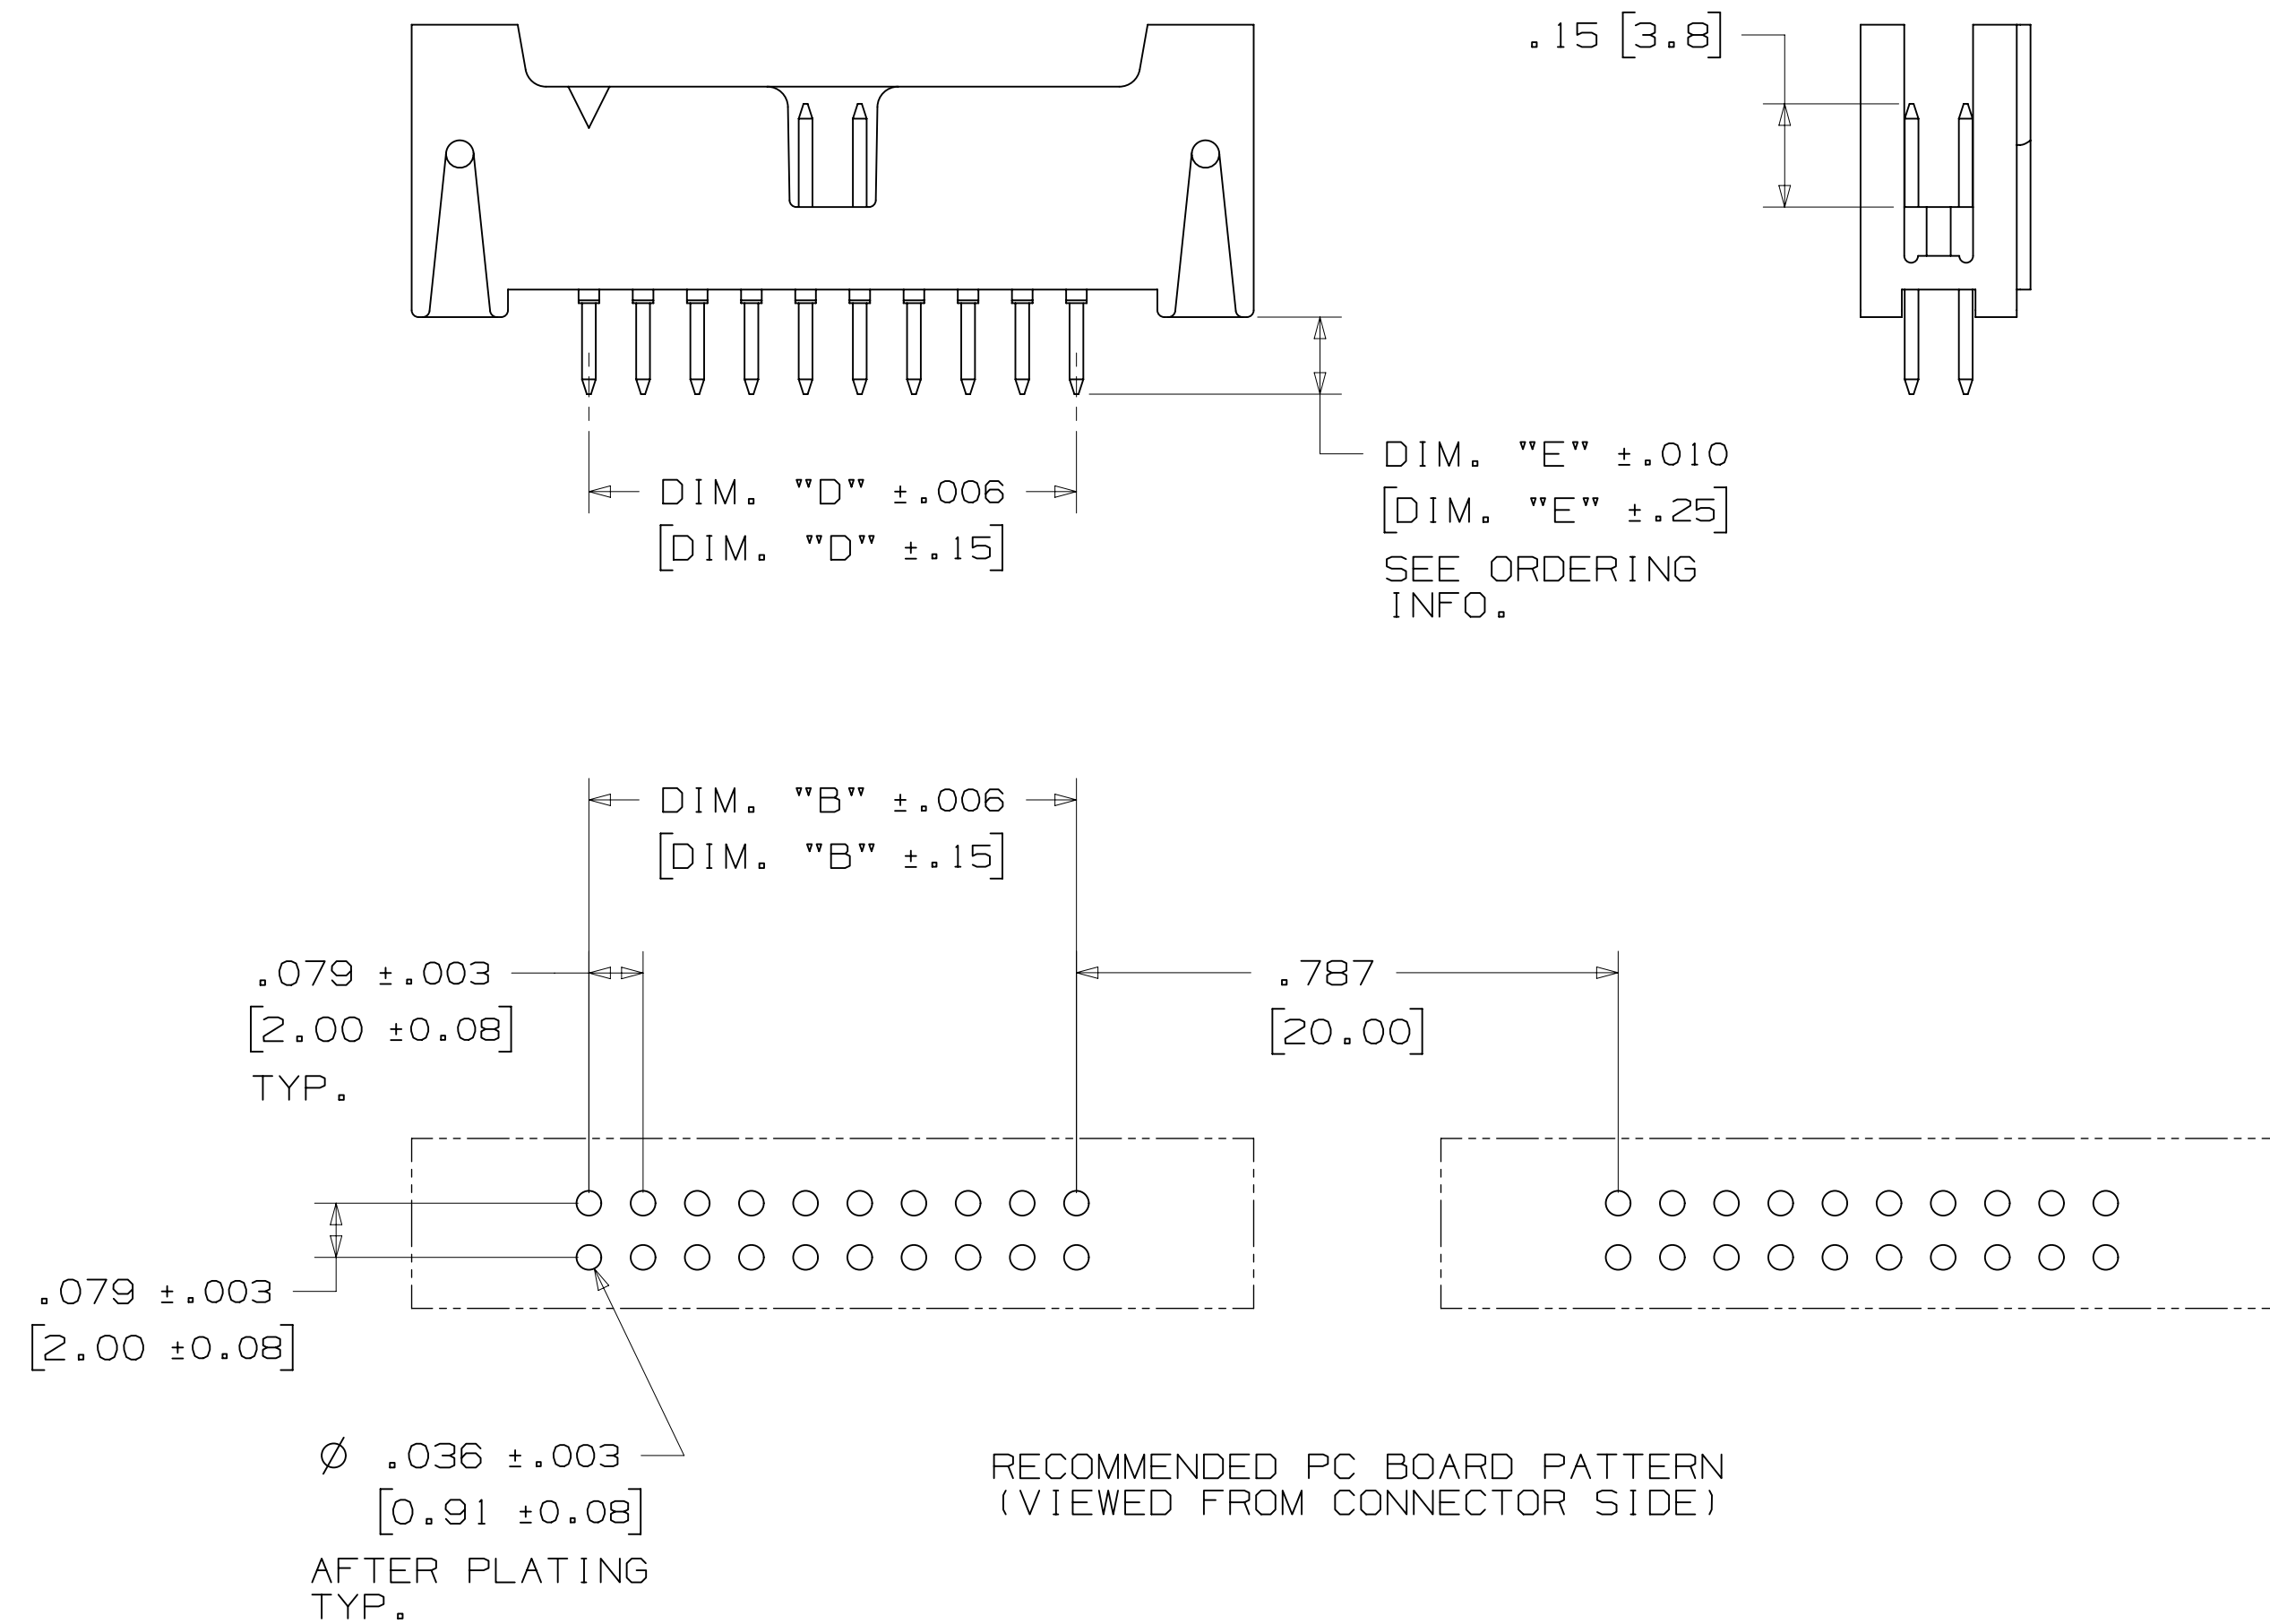 .15 [3.8]
DIM. "D" ±.006
[DIM. "D" ±.15]
DIM. "E" ±.010
[DIM. "E" ±.25]
SEE ORDERING
INFO.
DIM. "B" ±.006
[DIM. "B" ±.15]
.079 ±.003
[2.00 ±0.08]
TYP.
.787
[20.00]
.079 ±.003
[2.00 ±0.08]
Ø .036 ±.003
[0.91 ±0.08]
AFTER PLATING
TYP.
RECOMMENDED PC BOARD PATTERN
(VIEWED FROM CONNECTOR SIDE)